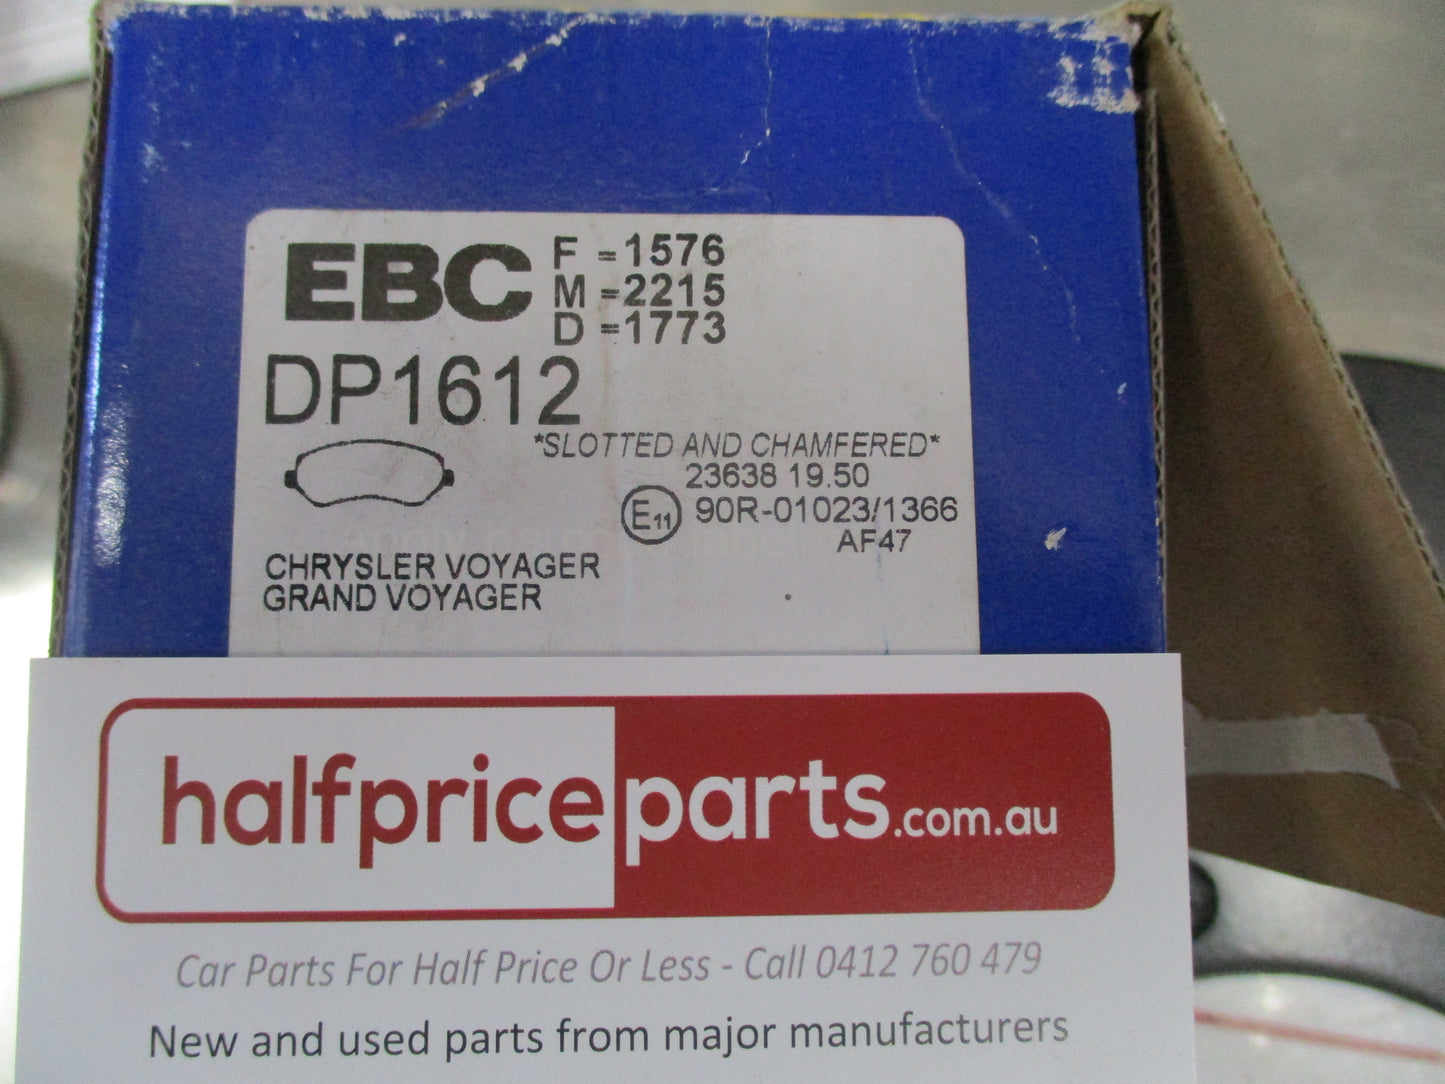 EBC
F = 1576
M = 2215
D = 1773
DP1612
*SLOTTED AND CHAMFERED*
23638 19.50
E11 90R-01023/1366
AF47
CHRYSLER VOYAGER
GRAND VOYAGER
halfpriceparts.com.au
Car Parts For Half Price Or Less - Call 0412 760 479
New and used parts from major manufacturers